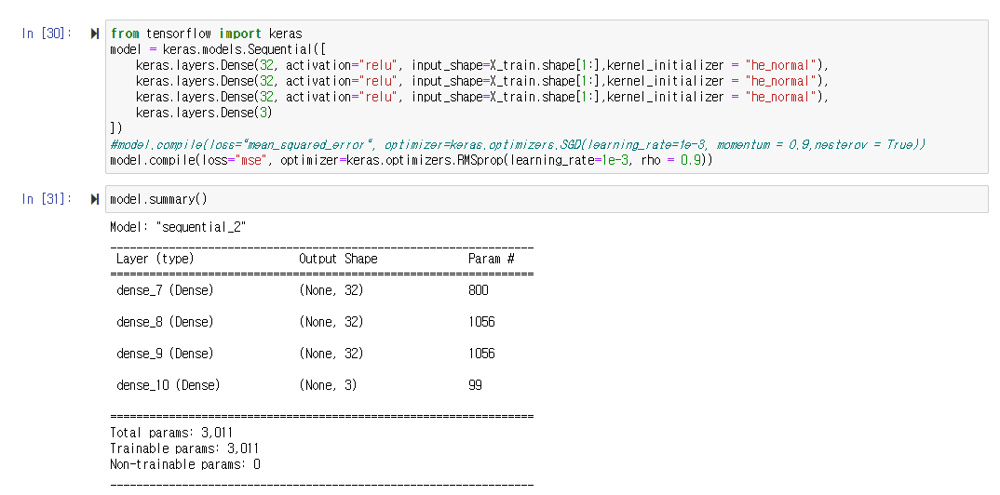 In [30]:
from tensorflow import keras
model = keras.models.Sequential([
    keras.layers.Dense(32, activation="relu", input_shape=X_train.shape[1:],kernel_initializer = "he_normal"),
    keras.layers.Dense(32, activation="relu", input_shape=X_train.shape[1:],kernel_initializer = "he_normal"),
    keras.layers.Dense(32, activation="relu", input_shape=X_train.shape[1:],kernel_initializer = "he_normal"),
    keras.layers.Dense(3)
])
#model.compile(loss="mean_squared_error", optimizer=keras.optimizers.SGD(learning_rate=1e-3, momentum = 0.9,nesterov = True))
model.compile(loss="mse", optimizer=keras.optimizers.RMSprop(learning_rate=1e-3, rho = 0.9))
In [31]:
model.summary()
Model: "sequential_2"
Layer (type) Output Shape Param #
dense_7 (Dense) (None, 32) 800
dense_8 (Dense) (None, 32) 1056
dense_9 (Dense) (None, 32) 1056
dense_10 (Dense) (None, 3) 99
Total params: 3,011
Trainable params: 3,011
Non-trainable params: 0